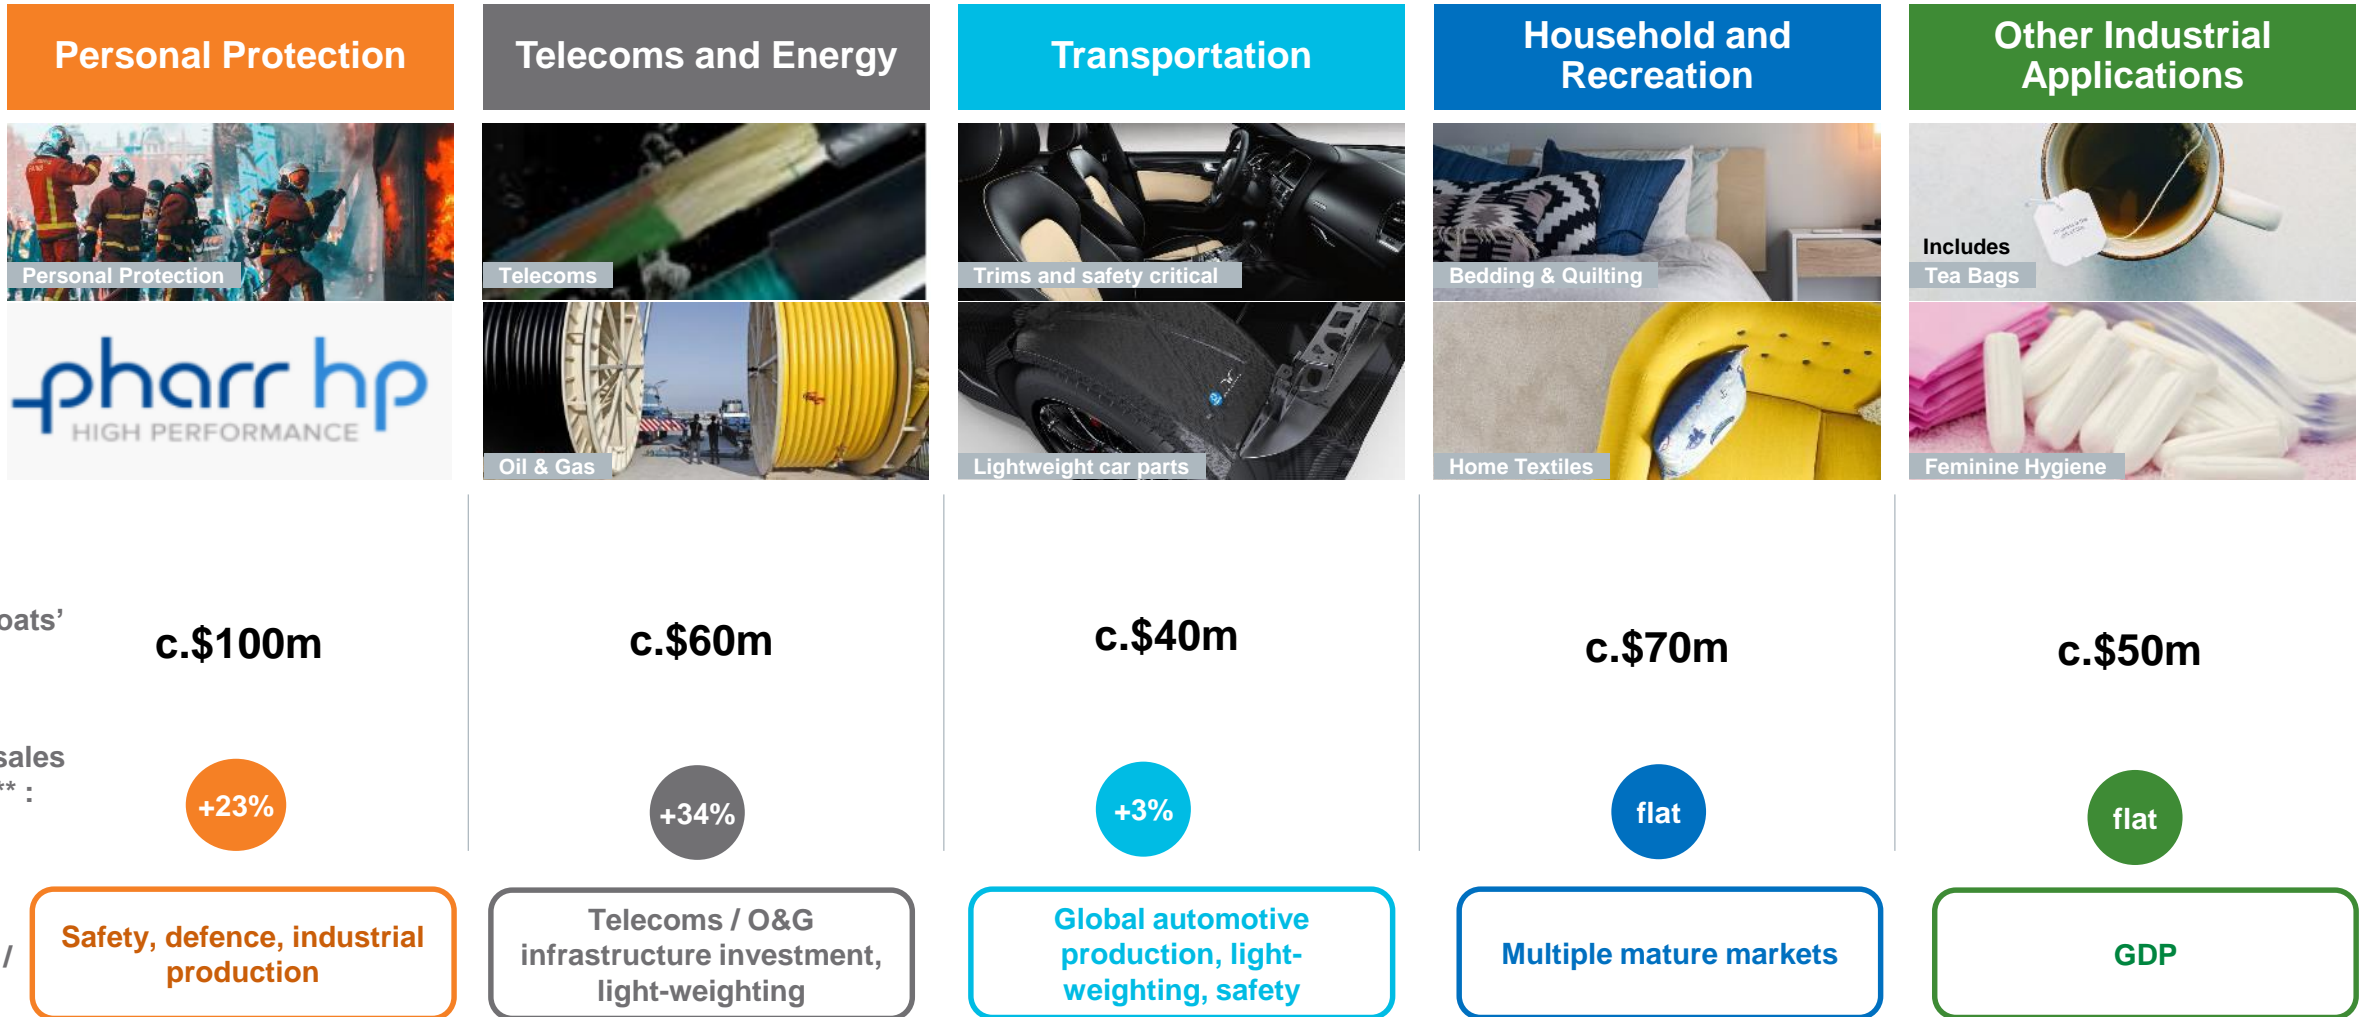 Personal Protection
Telecoms and Energy
Transportation
Household and
Recreation
Other Industrial
Applications
Personal Protection
Telecoms
Trims and safety critical
Bedding & Quilting
Includes
Tea Bags
pharr hp
HIGH PERFORMANCE
Oil & Gas
Lightweight car parts
Home Textiles
Feminine Hygiene
oats’
c.$100m
c.$60m
c.$40m
c.$70m
c.$50m
sales
** :
+23%
+34%
+3%
flat
flat
/
Safety, defence, industrial
production
Telecoms / O&G
infrastructure investment,
light-weighting
Global automotive
production, light-
weighting, safety
Multiple mature markets
GDP